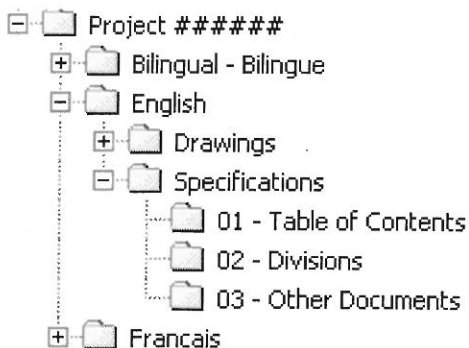 Project ######
Bilingual - Bilingue
English
Drawings
Specifications
01 - Table of Contents
02 - Divisions
03 - Other Documents
Francais